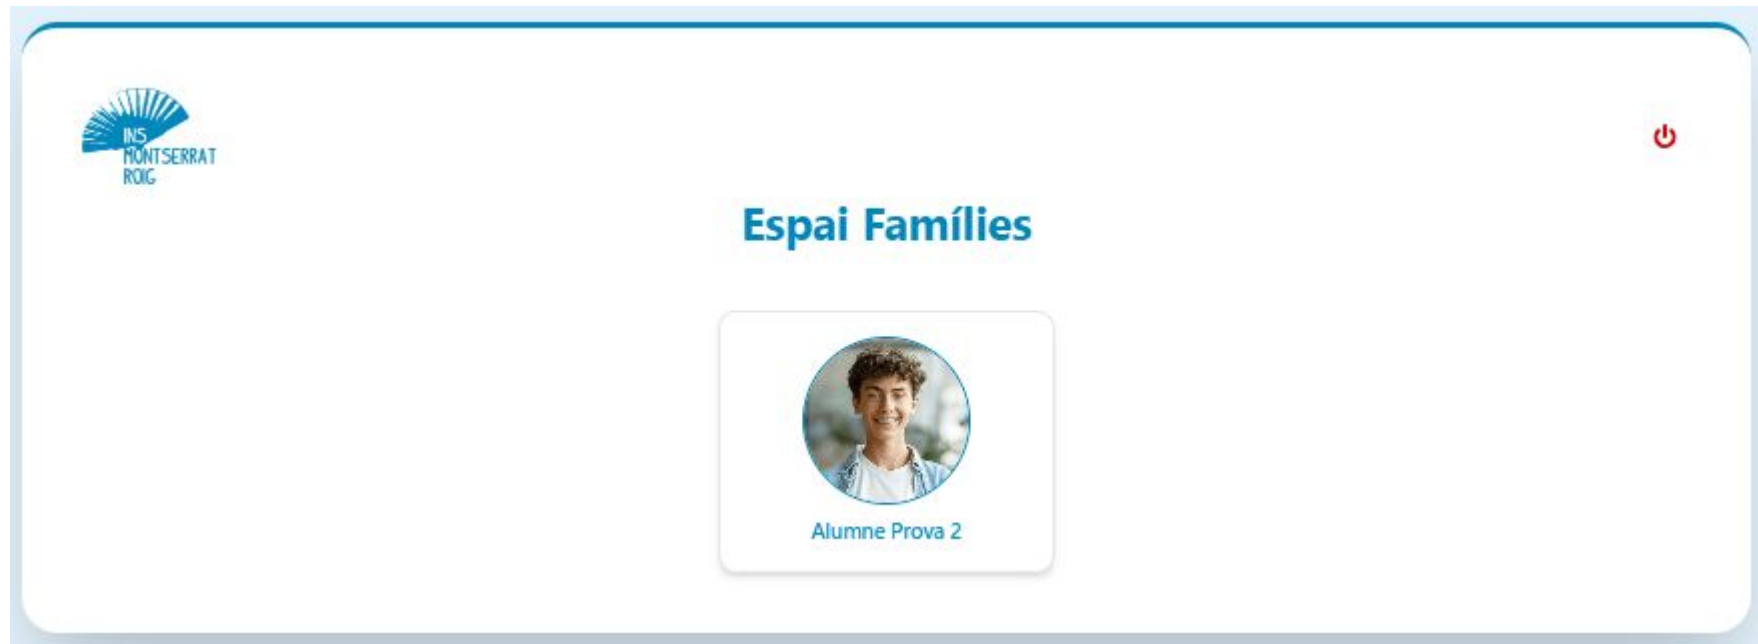 INS
MONTSERRAT
ROIG
Espai Famílies
Alumne Prova 2